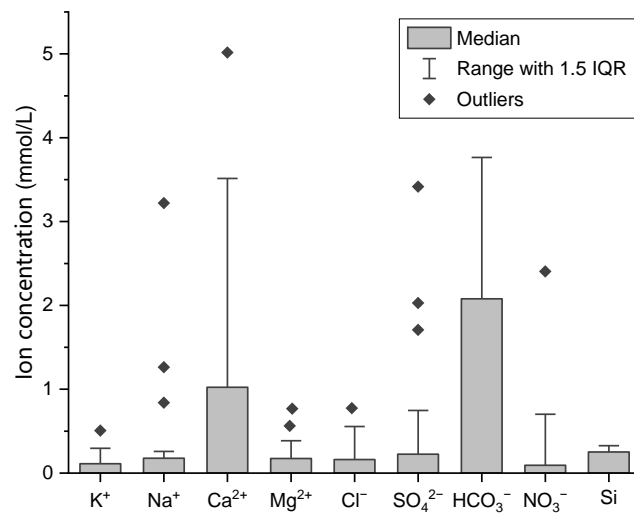 Median
Range with 1.5 IQR
Outliers
Ion concentration (mmol/L)
5
4
3
2
1
0
K⁺ Na⁺ Ca²⁺ Mg²⁺ Cl⁻ SO₄²⁻ HCO₃⁻ NO₃⁻ Si